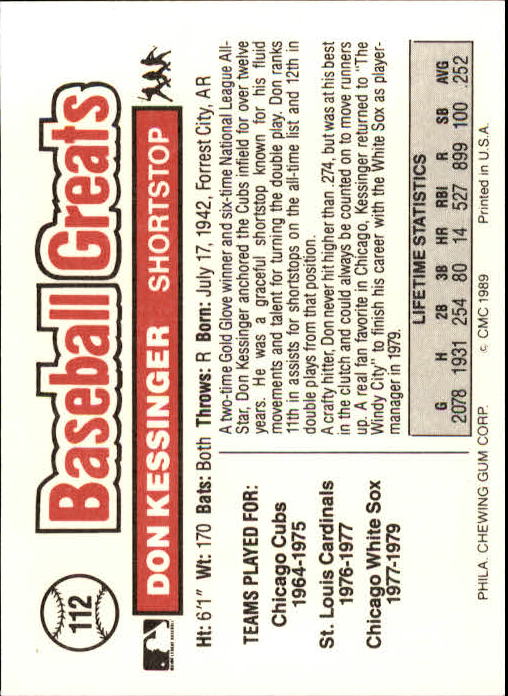 112
Baseball Greats
DON KESSINGER SHORTSTOP
Ht: 6'1" Wt: 170 Bats: Both Throws: R Born: July 17, 1942, Forrest City, AR
TEAMS PLAYED FOR:
Chicago Cubs
1964-1975
St. Louis Cardinals
1976-1977
Chicago White Sox
1977-1979
A two-time Gold Glove winner and six-time National League All-
Star, Don Kessinger anchored the Cubs infield for over twelve
years. He was a graceful shortstop known for his fluid
movements and talent for turning the double play. Don ranks
11th in assists for shortstops on the all-time list and 12th in
double plays from that position.
A crafty hitter, Don never hit higher than .274, but was at his best
in the clutch and could always be counted on to move runners
up. A real fan favorite in Chicago, Kessinger returned to "The
Windy City" to finish his career with the White Sox as player-
manager in 1979.
LIFETIME STATISTICS
G H 2B 3B HR RBI R SB AVG
2078 1931 254 80 14 527 899 100 .252
PHILA. CHEWING GUM CORP. © CMC 1989 Printed in U.S.A.